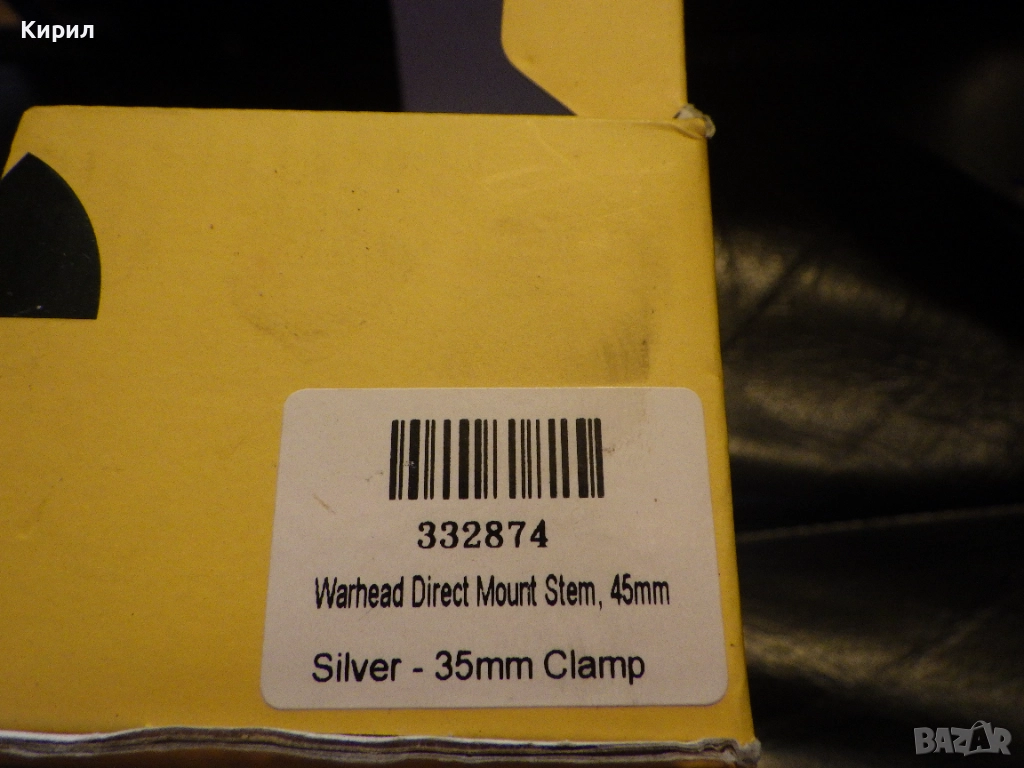 Кирил
332874
Warhead Direct Mount Stem, 45mm
Silver - 35mm Clamp
BAZAR